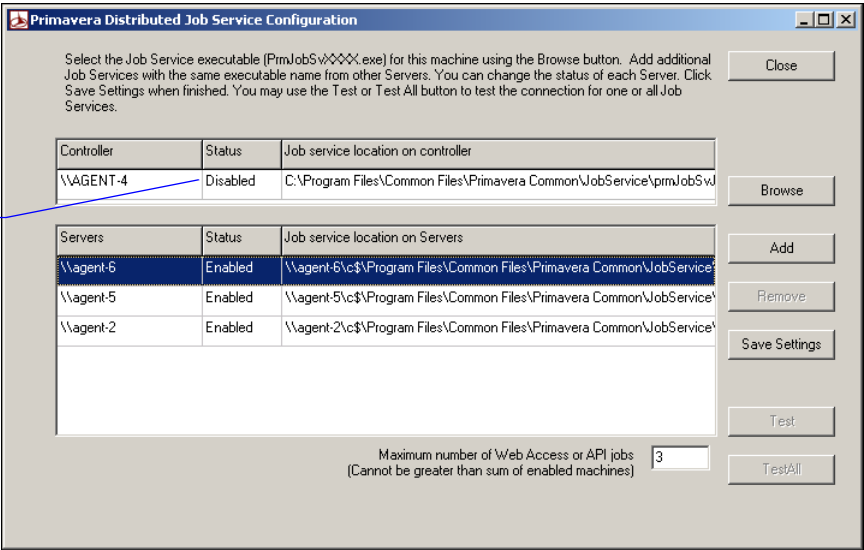 Primavera Distributed Job Service Configuration
Select the Job Service executable (PrmJobSvXXXX.exe) for this machine using the Browse button. Add additional
Job Services with the same executable name from other Servers. You can change the status of each Server. Click
Save Settings when finished. You may use the Test or Test All button to test the connection for one or all Job
Services.
Close
Controller Status Job service location on controller
\\AGENT-4 Disabled C:\Program Files\Common Files\Primavera Common\JobService\prmJobSvJ
Browse
Servers Status Job service location on Servers
Add
\\agent-6 Enabled \\agent-6\c$\Program Files\Common Files\Primavera Common\JobService\
\\agent-5 Enabled \\agent-5\c$\Program Files\Common Files\Primavera Common\JobService\
Remove
\\agent-2 Enabled \\agent-2\c$\Program Files\Common Files\Primavera Common\JobService\
Save Settings
Test
Maximum number of Web Access or API jobs 3
(Cannot be greater than sum of enabled machines)
TestAll